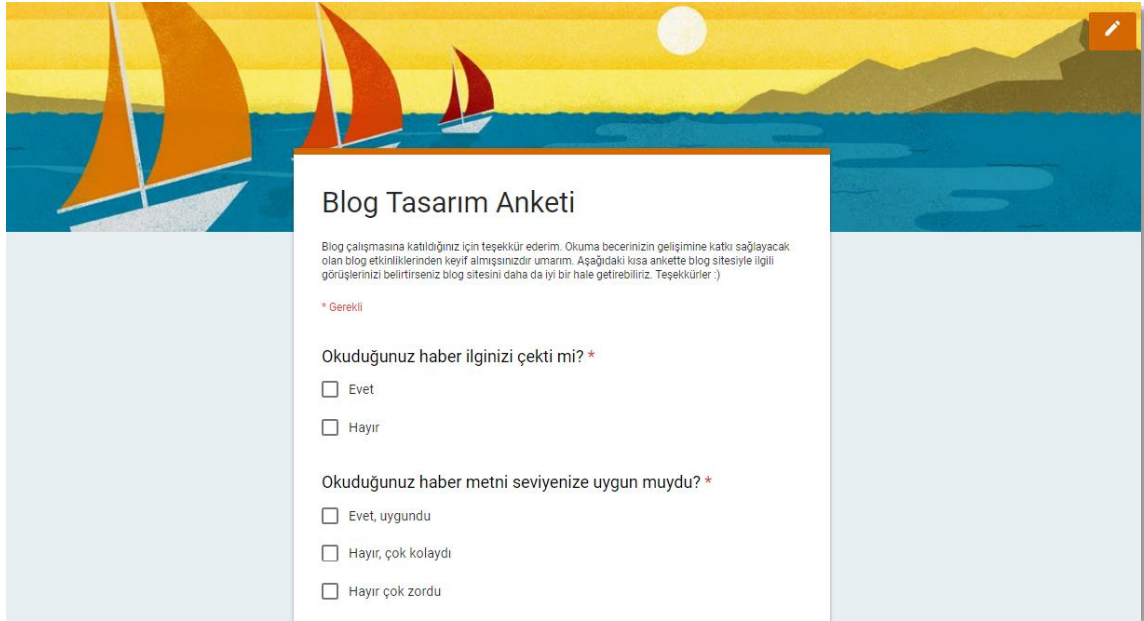 Blog Tasarım Anketi
Blog çalışmasına katıldığınız için teşekkür ederim. Okuma becerinizin gelişimine katkı sağlayacak
olan blog etkinliklerinden keyif almışsınızdır umarım. Aşağıdaki kısa ankette blog sitesiyle ilgili
görüşlerinizi belirtirseniz blog sitesini daha da iyi bir hale getirebiliriz. Teşekkürler :)
* Gerekli
Okuduğunuz haber ilginizi çekti mi? *
Evet
Hayır
Okuduğunuz haber metni seviyenize uygun muydu? *
Evet, uygundu
Hayır, çok kolaydı
Hayır çok zordu